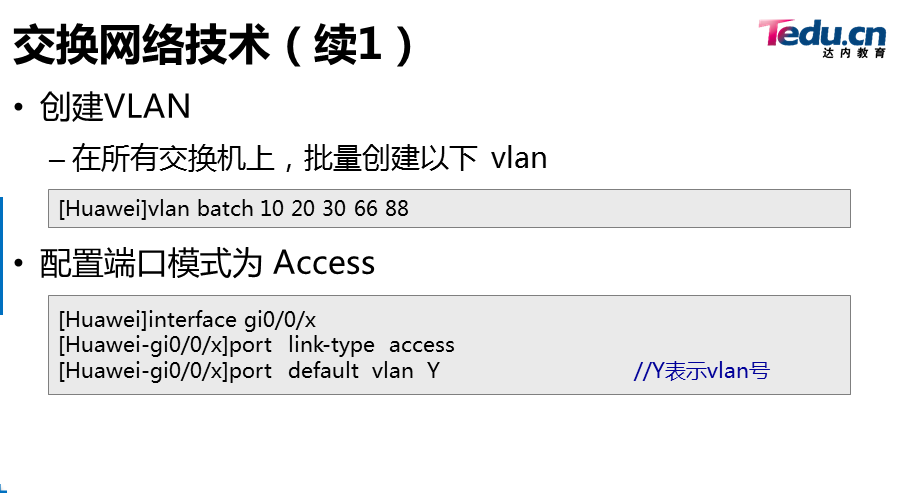 交换网络技术（续1）
Tedu.cn
达内教育
• 创建VLAN
– 在所有交换机上，批量创建以下 vlan
[Huawei]vlan batch 10 20 30 66 88
• 配置端口模式为 Access
[Huawei]interface gi0/0/x
[Huawei-gi0/0/x]port link-type access
[Huawei-gi0/0/x]port default vlan Y //Y表示vlan号